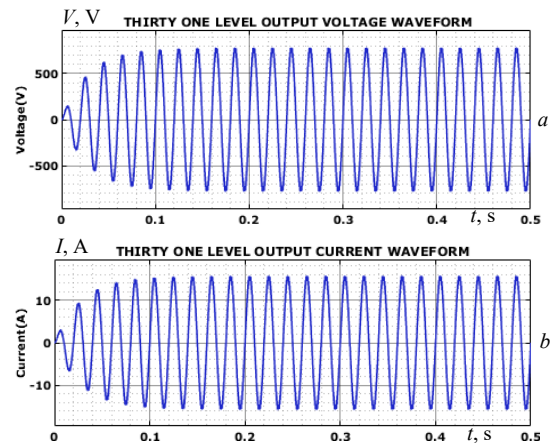 V, V
THIRTY ONE LEVEL OUTPUT VOLTAGE WAVEFORM
Voltage(V)
500
0
-500
a
0 0.1 0.2 0.3 0.4 0.5
t, s
I, A
THIRTY ONE LEVEL OUTPUT CURRENT WAVEFORM
Current(A)
10
0
-10
b
0 0.1 0.2 0.3 0.4 0.5
t, s